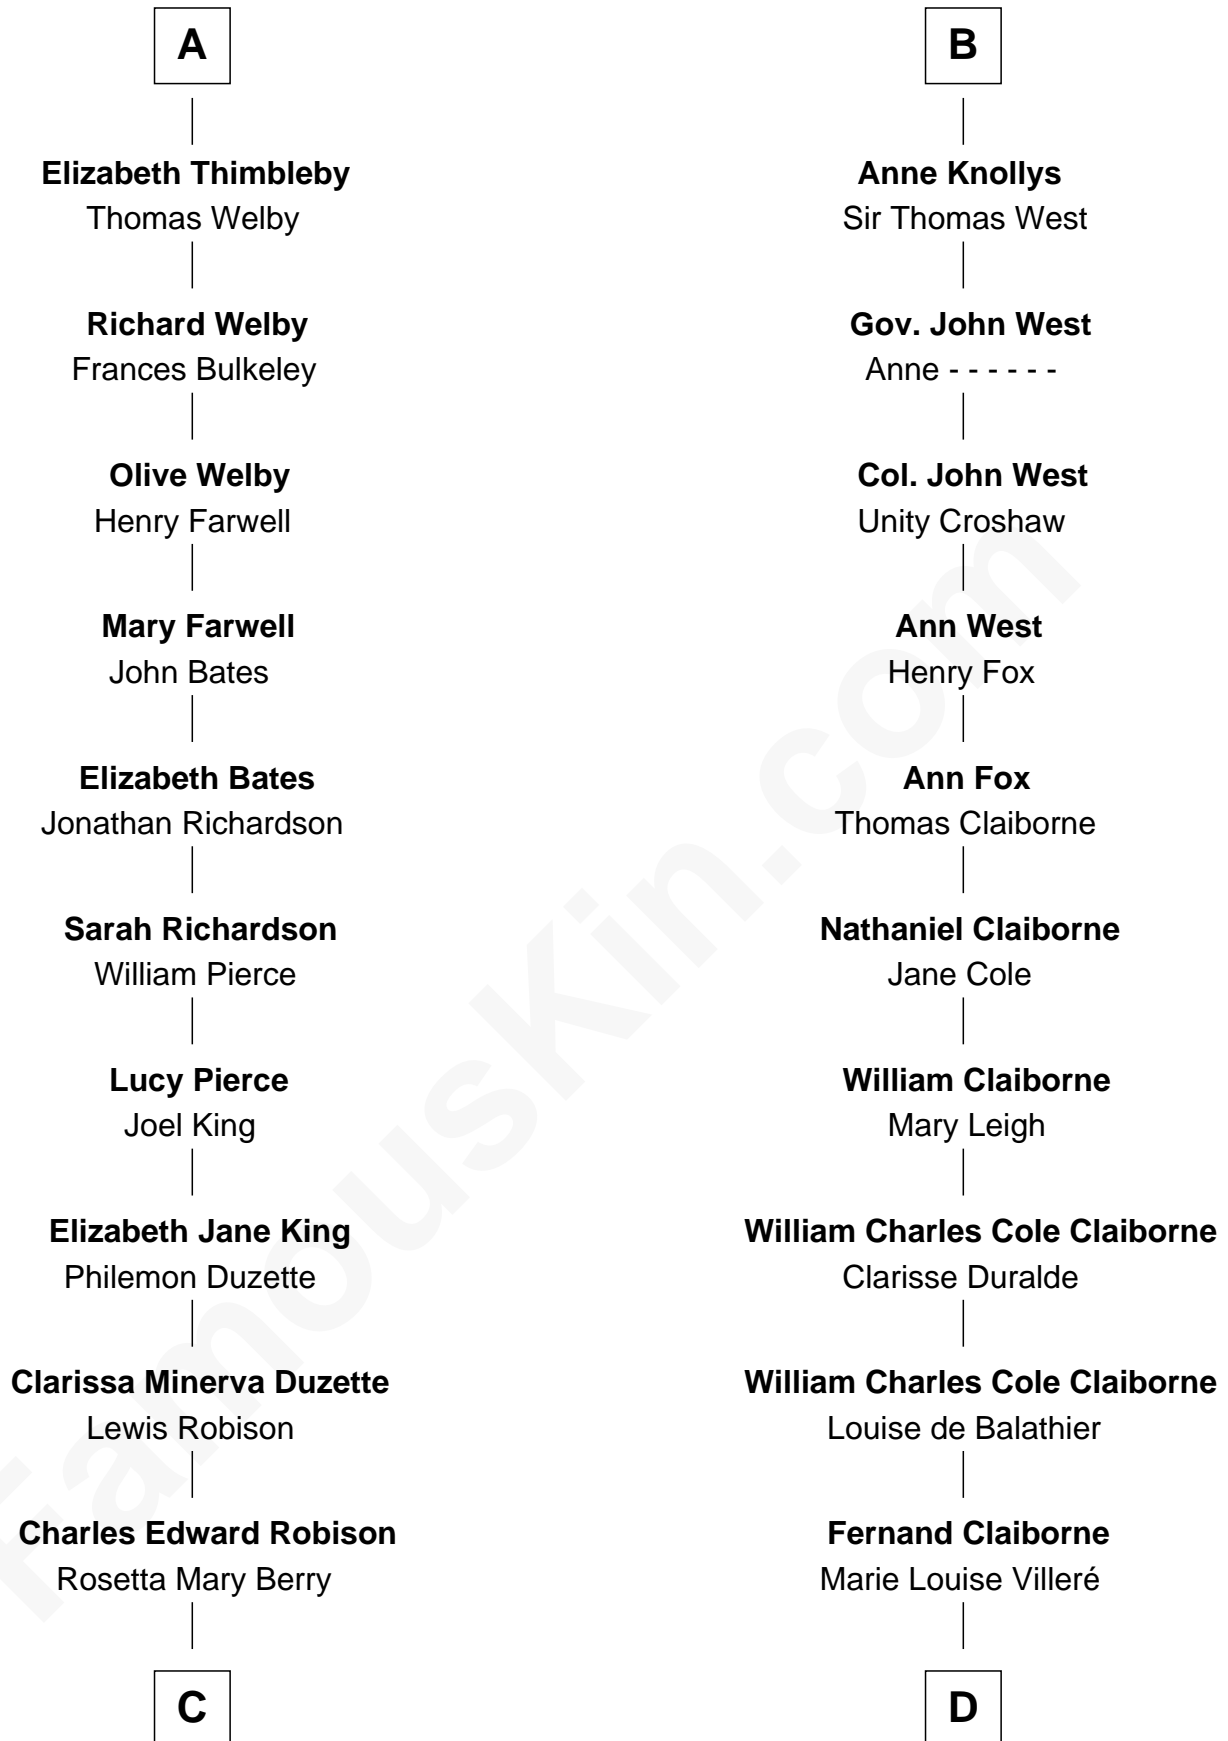 A
Elizabeth Thimbleby
Thomas Welby
Richard Welby
Frances Bulkeley
Olive Welby
Henry Farwell
Mary Farwell
John Bates
Elizabeth Bates
Jonathan Richardson
Sarah Richardson
William Pierce
Lucy Pierce
Joel King
Elizabeth Jane King
Philemon Duzette
Clarissa Minerva Duzette
Lewis Robison
Charles Edward Robison
Rosetta Mary Berry
C
B
Anne Knollys
Sir Thomas West
Gov. John West
Anne - - - - - -
Col. John West
Unity Croshaw
Ann West
Henry Fox
Ann Fox
Thomas Claiborne
Nathaniel Claiborne
Jane Cole
William Claiborne
Mary Leigh
William Charles Cole Claiborne
Clarisse Duralde
William Charles Cole Claiborne
Louise de Balathier
Fernand Claiborne
Marie Louise Villeré
D
FamousKin.com